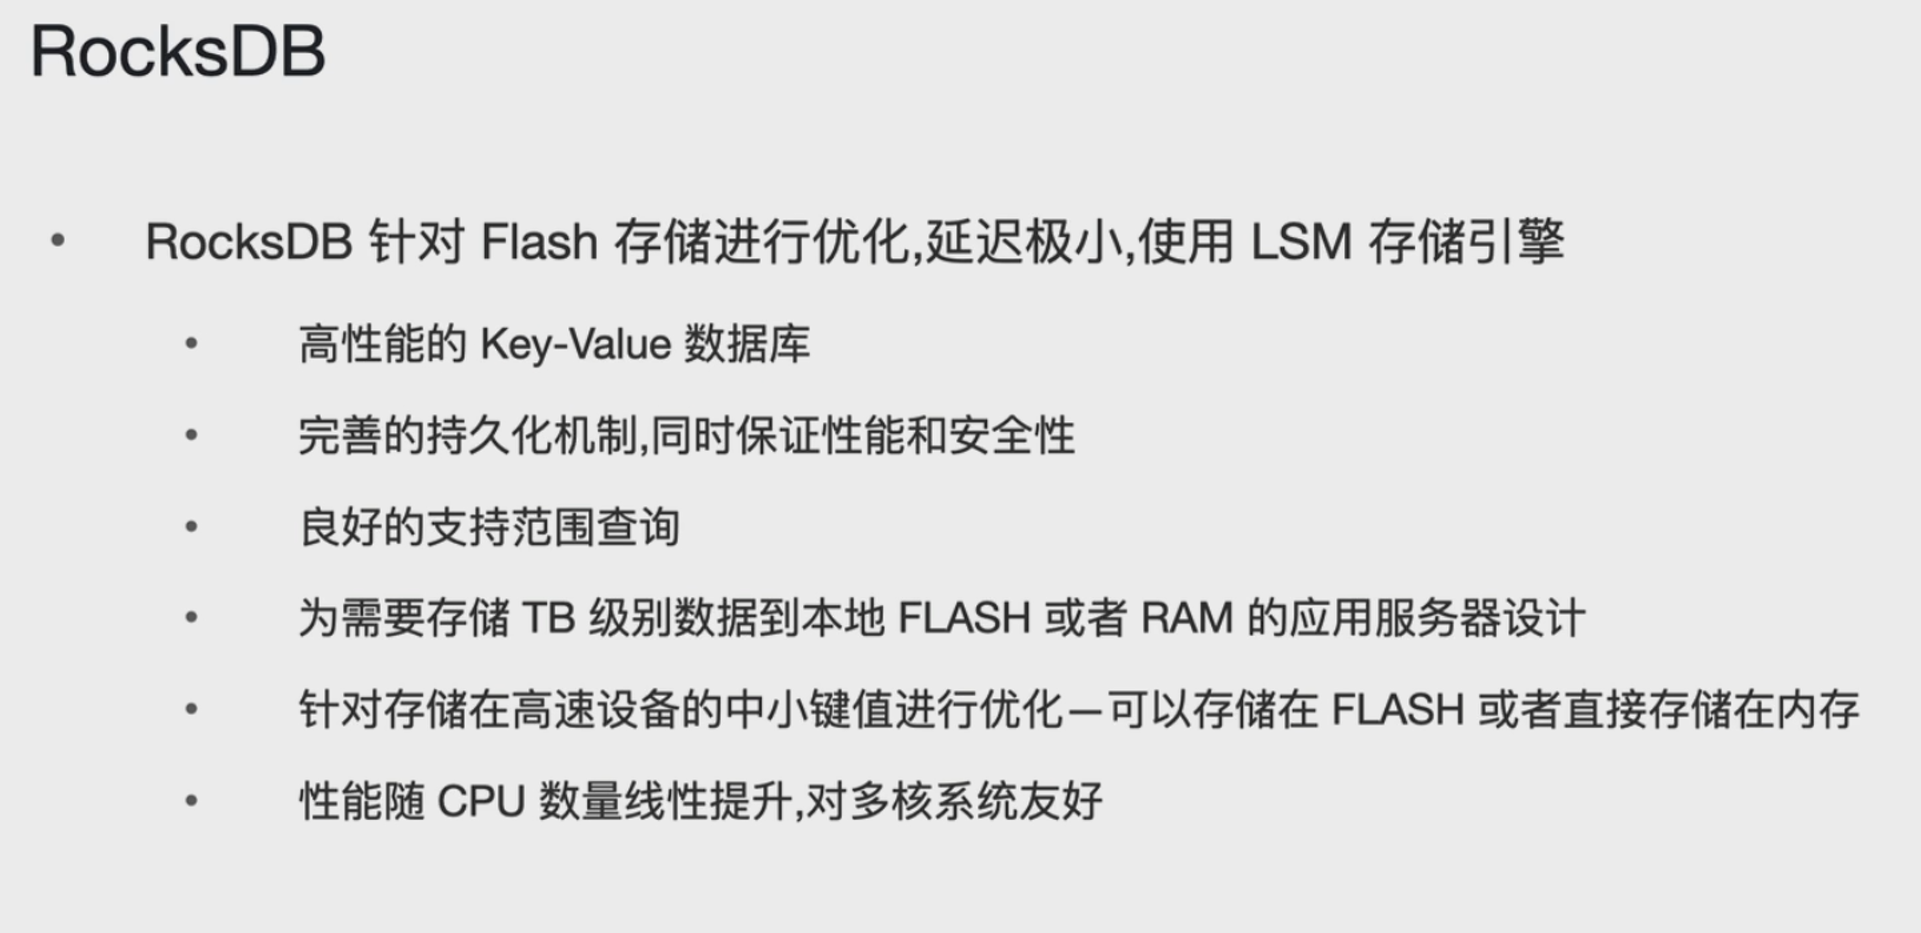 RocksDB
• RocksDB 针对 Flash 存储进行优化,延迟极小,使用 LSM 存储引擎
• 高性能的 Key-Value 数据库
• 完善的持久化机制,同时保证性能和安全性
• 良好的支持范围查询
• 为需要存储 TB 级别数据到本地 FLASH 或者 RAM 的应用服务器设计
• 针对存储在高速设备的中小键值进行优化—可以存储在 FLASH 或者直接存储在内存
• 性能随 CPU 数量线性提升,对多核系统友好